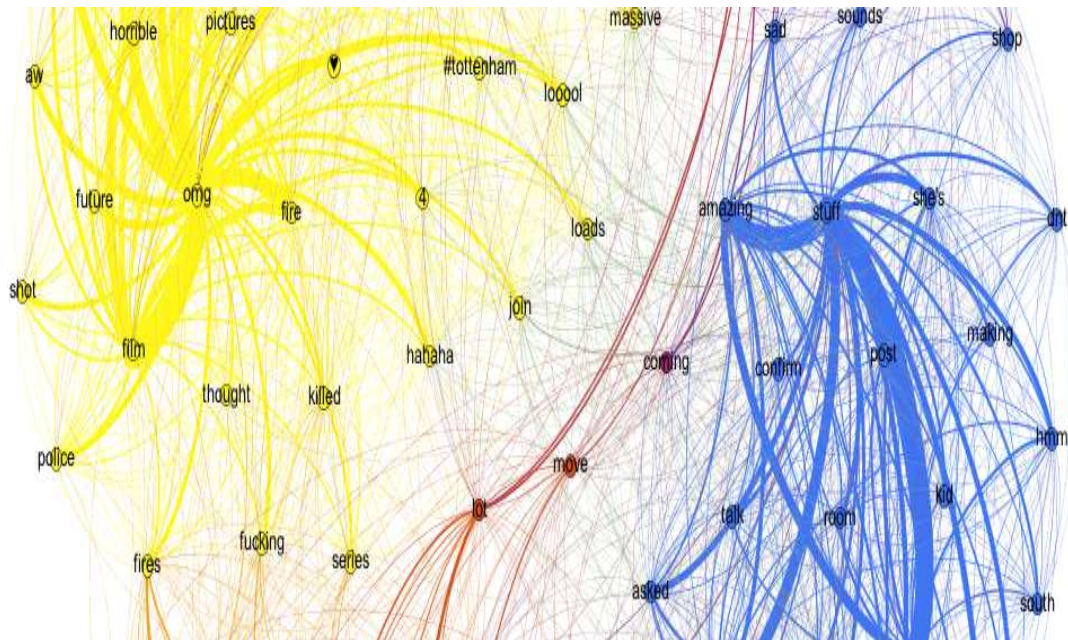 horrible
pictures
massive
sad
sounds
shop
aw
♥
#tottenham
looool
future
omg
fire
4
loads
amazing
stuff
she's
dnt
shot
film
join
hahaha
coming
confirm
post
making
thought
killed
police
move
hmm
lot
talk
room
kid
fires
fucking
series
asked
south